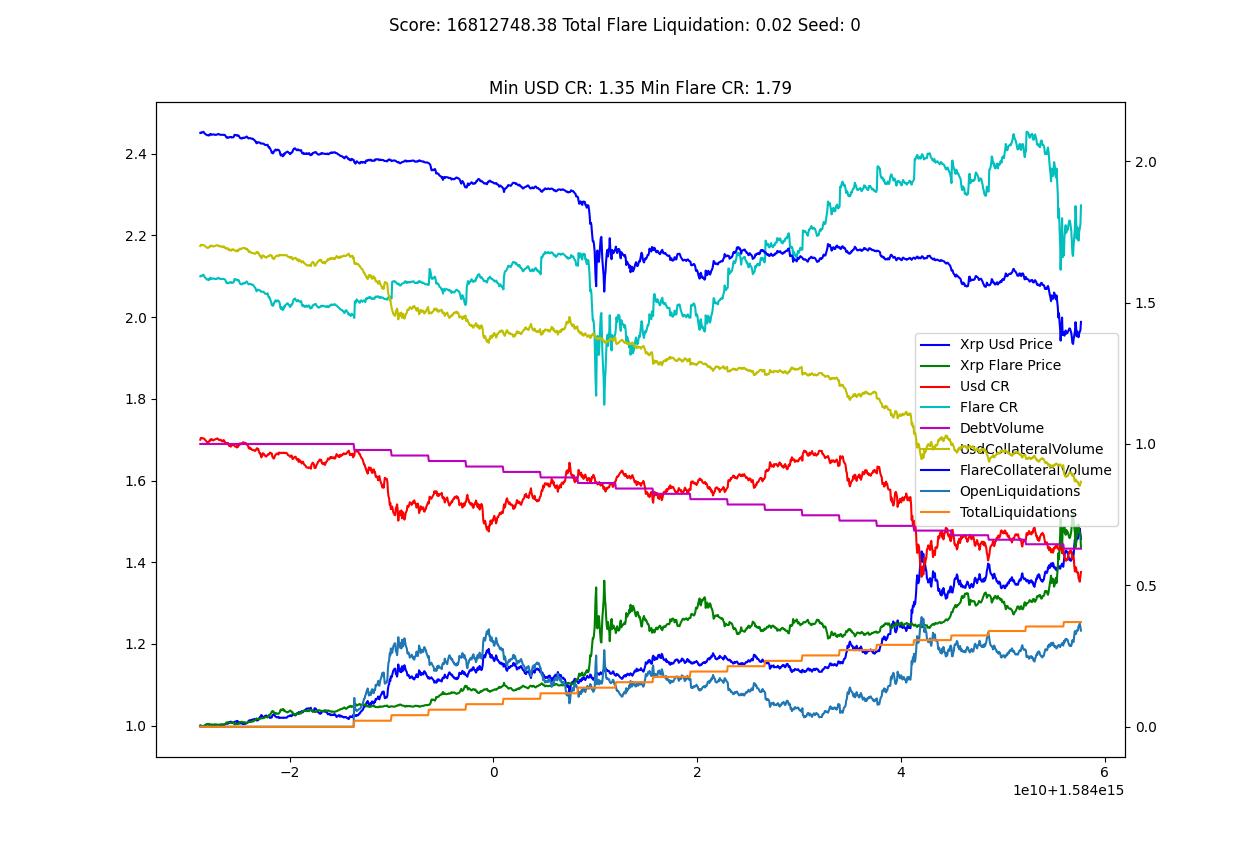 Score: 16812748.38 Total Flare Liquidation: 0.02 Seed: 0
Min USD CR: 1.35 Min Flare CR: 1.79
2.4
2.2
2.0
1.8
1.6
1.4
1.2
1.0
2.0
1.5
1.0
0.5
0.0
Xrp Usd Price
Xrp Flare Price
Usd CR
Flare CR
DebtVolume
UsdCollateralVolume
FlareCollateralVolume
OpenLiquidations
TotalLiquidations
−2 0 2 4 6
1e10+1.584e15